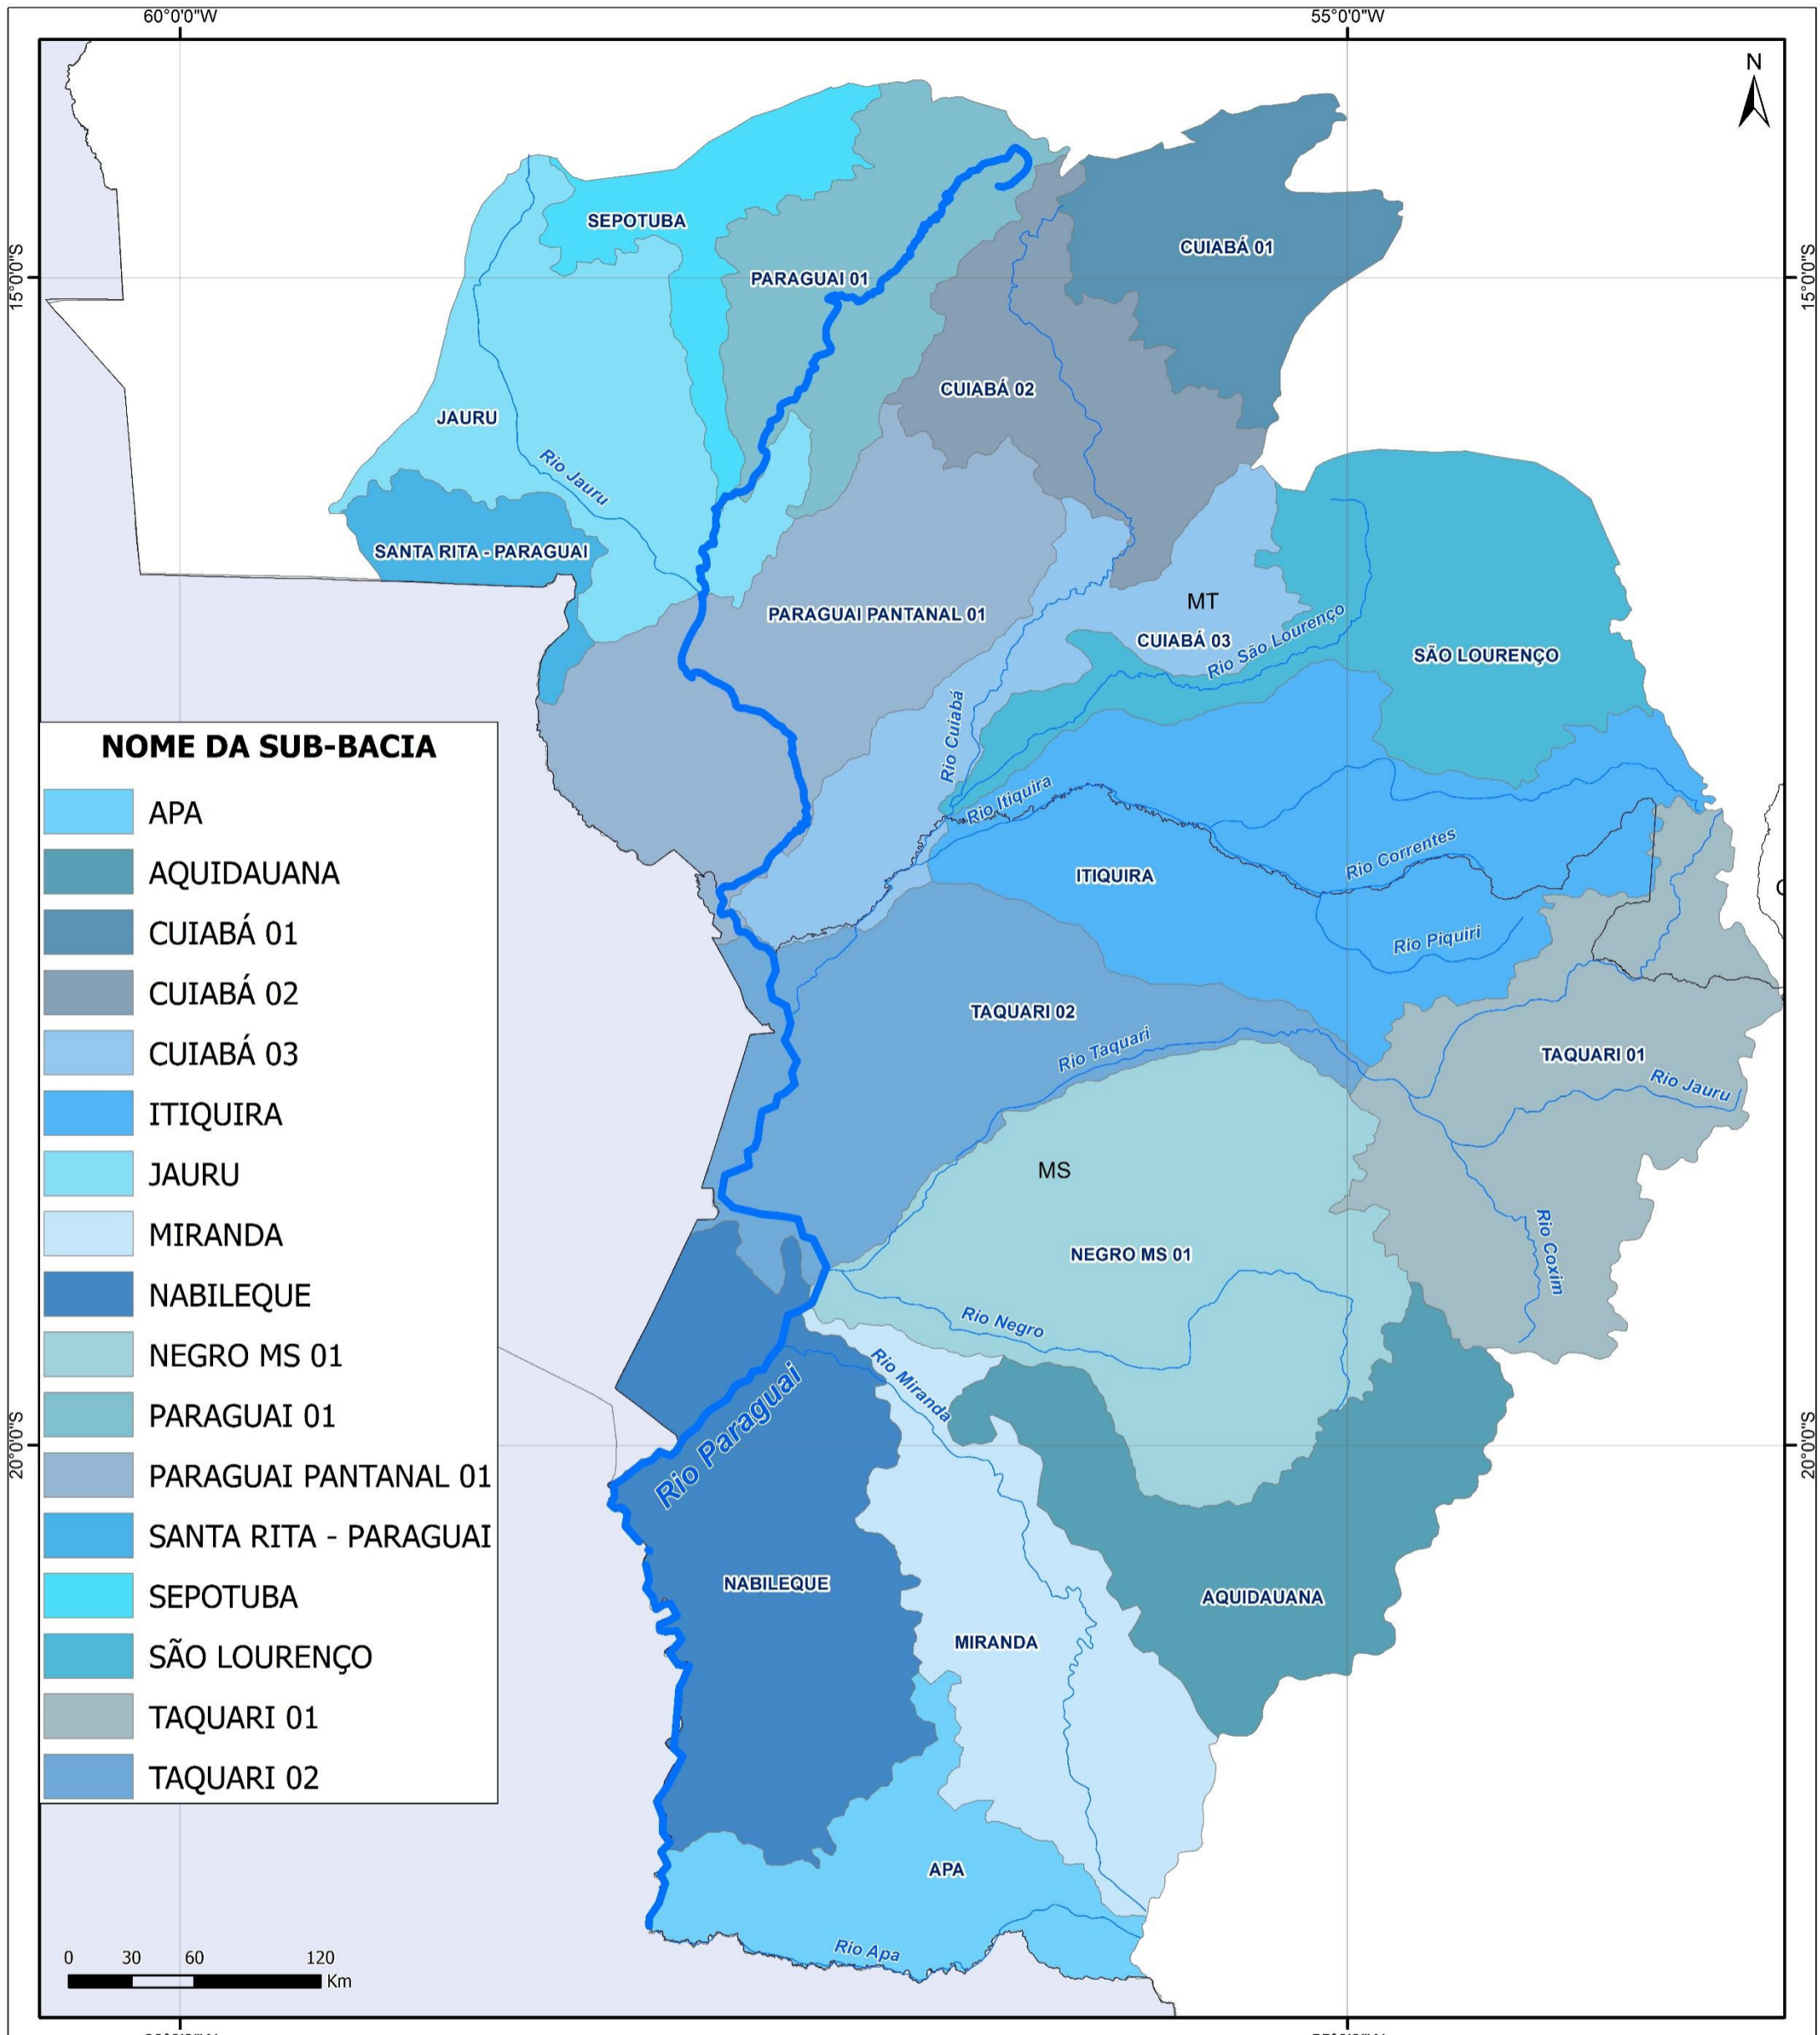 60°0'0"W
55°0'0"W
N
15°0'0"S
15°0'0"S
SEPOTUBA
CUIABÁ 01
PARAGUAI 01
CUIABÁ 02
JAURU
Rio Jauru
SANTA RITA - PARAGUAI
MT
PARAGUAI PANTANAL 01
CUIABÁ 03
Rio São Lourenço
SÃO LOURENÇO
Rio Cuiabá
Rio Itiquira
Rio Correntes
ITIQUIRA
Rio Piquiri
TAQUARI 02
Rio Taquari
TAQUARI 01
Rio Jauru
MS
Rio Coxim
NEGRO MS 01
Rio Negro
Rio Miranda
Rio Paraguai
20°0'0"S
20°0'0"S
NABILEQUE
AQUIDAUANA
MIRANDA
APA
Rio Apa
NOME DA SUB-BACIA
APA
AQUIDAUANA
CUIABÁ 01
CUIABÁ 02
CUIABÁ 03
ITIQUIRA
JAURU
MIRANDA
NABILEQUE
NEGRO MS 01
PARAGUAI 01
PARAGUAI PANTANAL 01
SANTA RITA - PARAGUAI
SEPOTUBA
SÃO LOURENÇO
TAQUARI 01
TAQUARI 02
0 30 60 120
Km